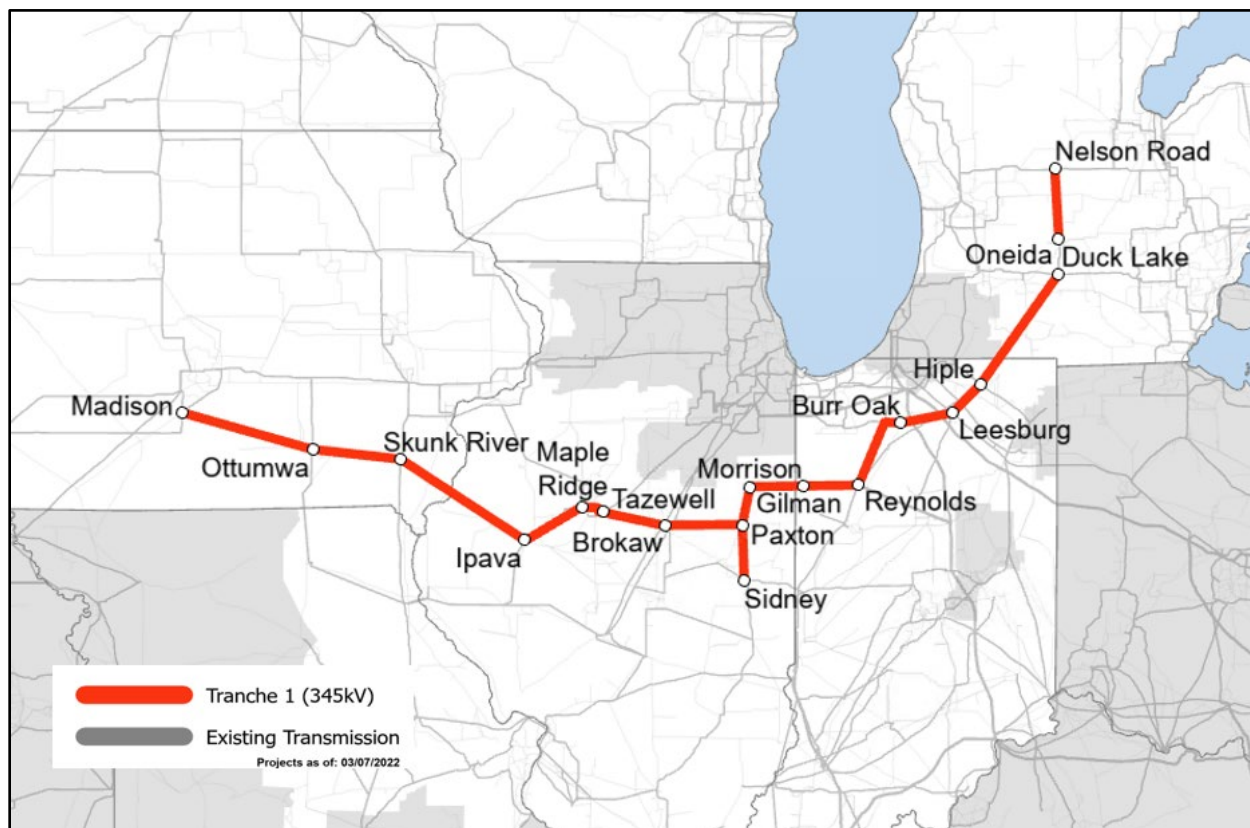 Nelson Road
Oneida
Duck Lake
Hiple
Madison
Burr Oak
Leesburg
Skunk River
Ottumwa
Maple
Ridge
Morrison
Tazewell
Gilman
Reynolds
Ipava
Brokaw
Paxton
Sidney
Tranche 1 (345kV)
Existing Transmission
Projects as of: 03/07/2022